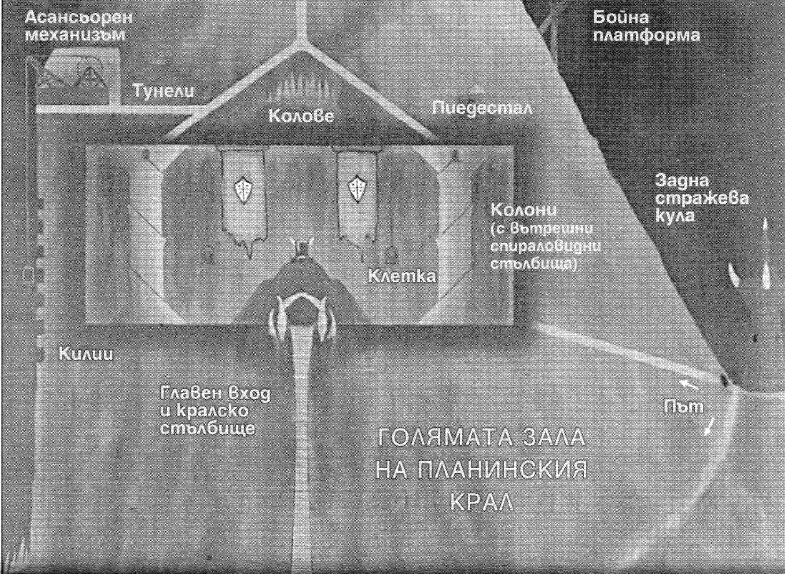 Асансьорен
механизъм
Бойна
платформа
Тунели
Колове
Пиедестал
Задна
стражева
кула
Колони
(с вътрешни
спираловидни
стълбища)
Клетка
Килии
Главен вход
и кралско
стълбище
Път
ГОЛЯМАТА ЗАЛА
НА ПЛАНИНСКИЯ
КРАЛ